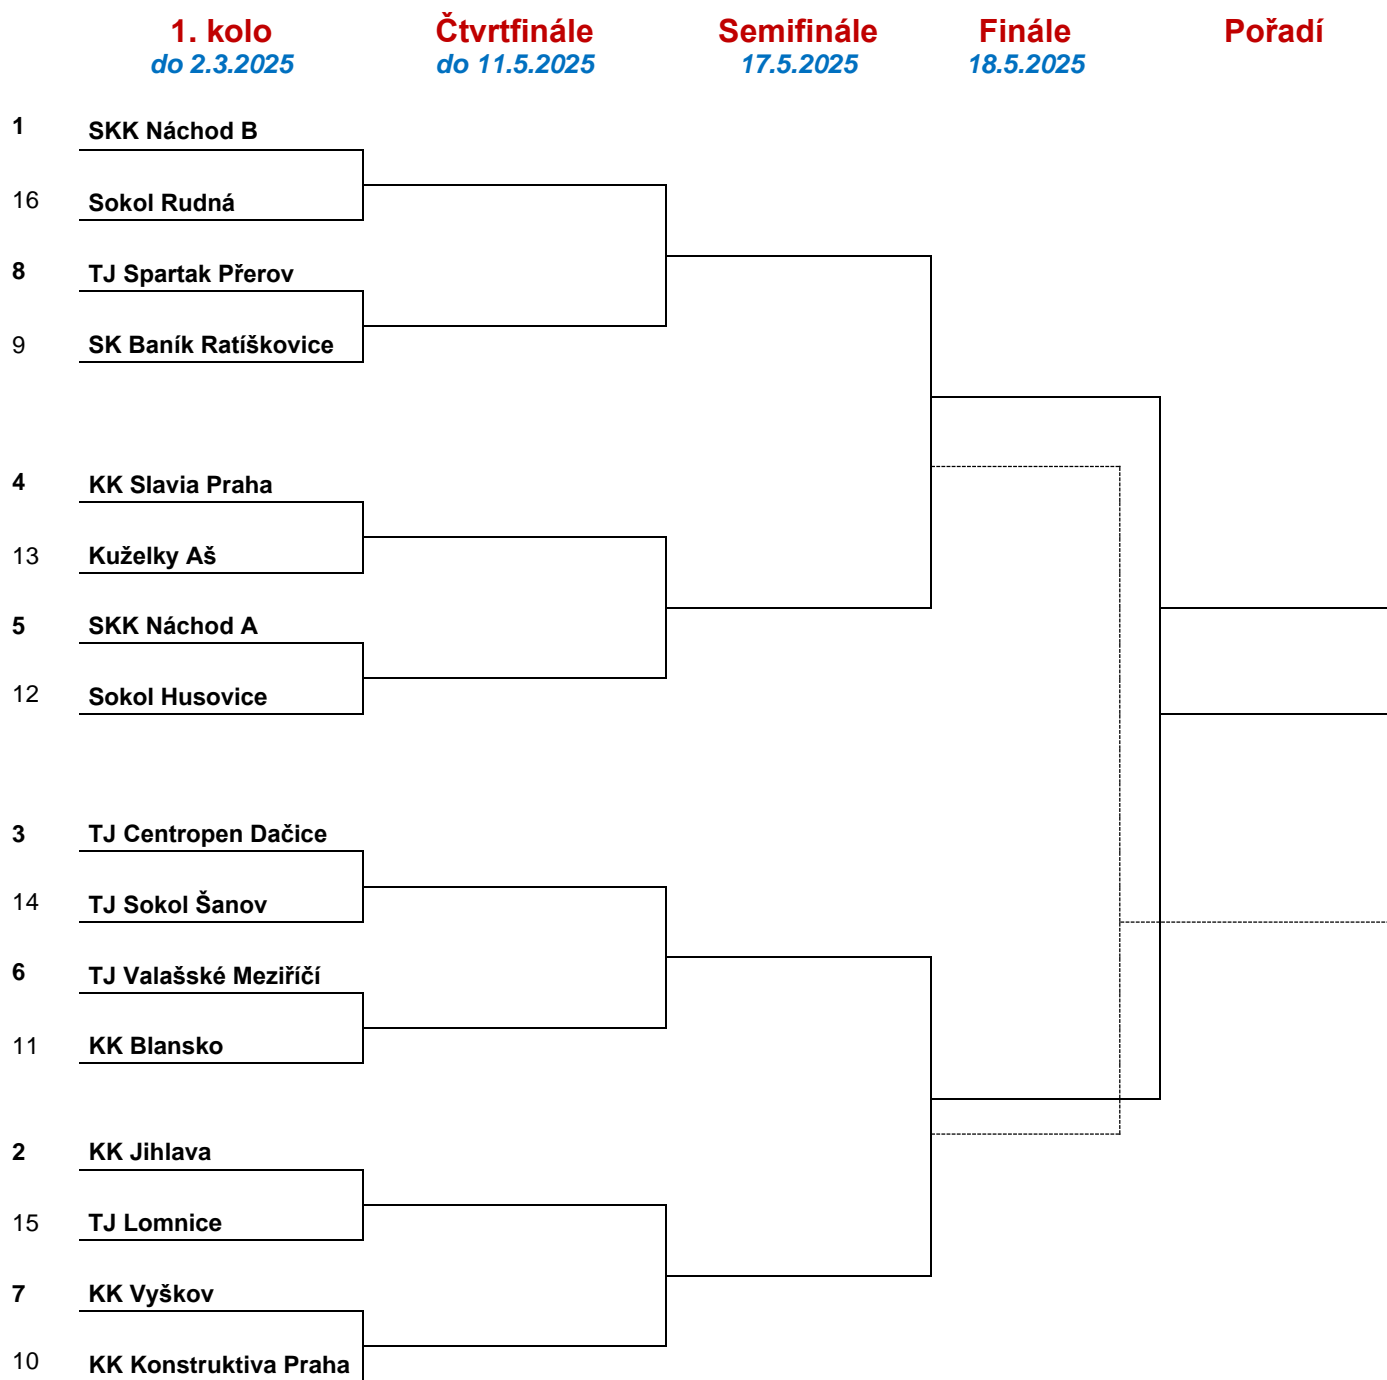 1. kolo Čtvrtfinále Semifinále Finále Pořadí
do 2.3.2025 do 11.5.2025 17.5.2025 18.5.2025
1 SKK Náchod B
16 Sokol Rudná
8 TJ Spartak Přerov
9 SK Baník Ratíškovice
4 KK Slavia Praha
13 Kuželky Aš
5 SKK Náchod A
12 Sokol Husovice
3 TJ Centropen Dačice
14 TJ Sokol Šanov
6 TJ Valašské Meziříčí
11 KK Blansko
2 KK Jihlava
15 TJ Lomnice
7 KK Vyškov
10 KK Konstruktiva Praha